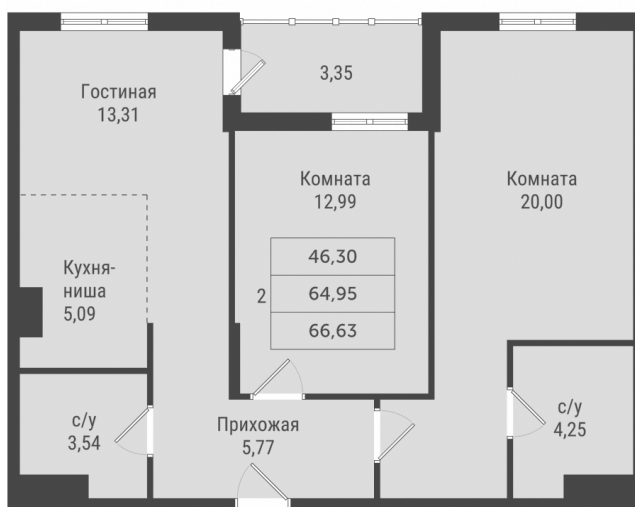 3,35
Гостиная
13,31
Комната
12,99
Комната
20,00
46,30
2
64,95
66,63
Кухня-
ниша
5,09
с/у
3,54
Прихожая
5,77
с/у
4,25